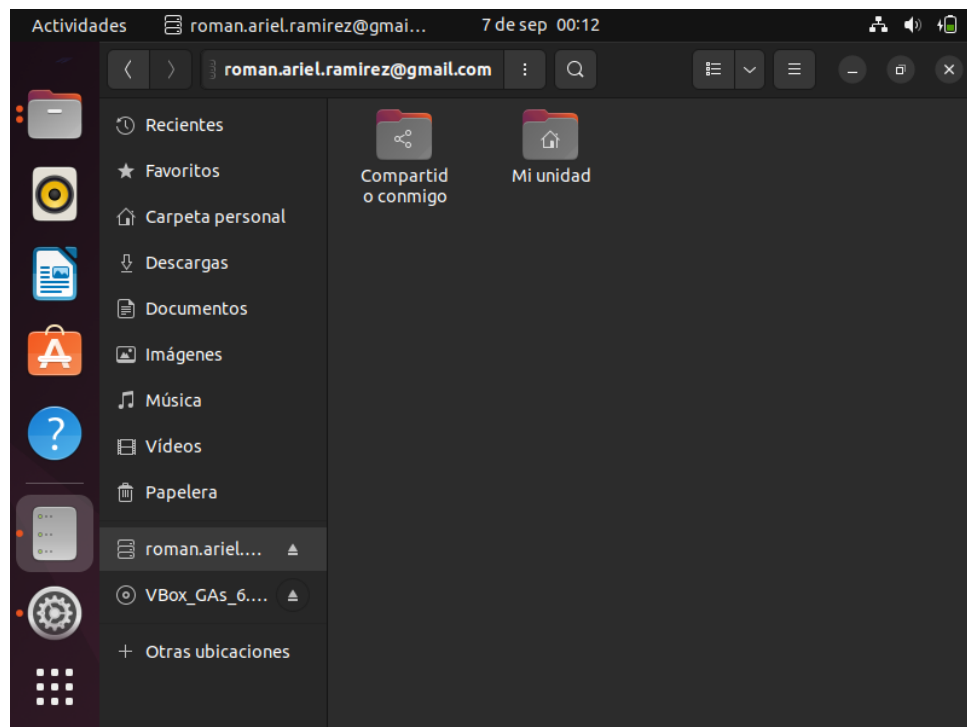 Actividades roman.ariel.ramirez@gmai... 7 de sep 00:12
roman.ariel.ramirez@gmail.com
Recientes
Favoritos
Carpeta personal
Descargas
Documentos
Imágenes
Música
Vídeos
Papelera
roman.ariel....
VBox_GAs_6....
Otras ubicaciones
Compartid
o conmigo
Mi unidad